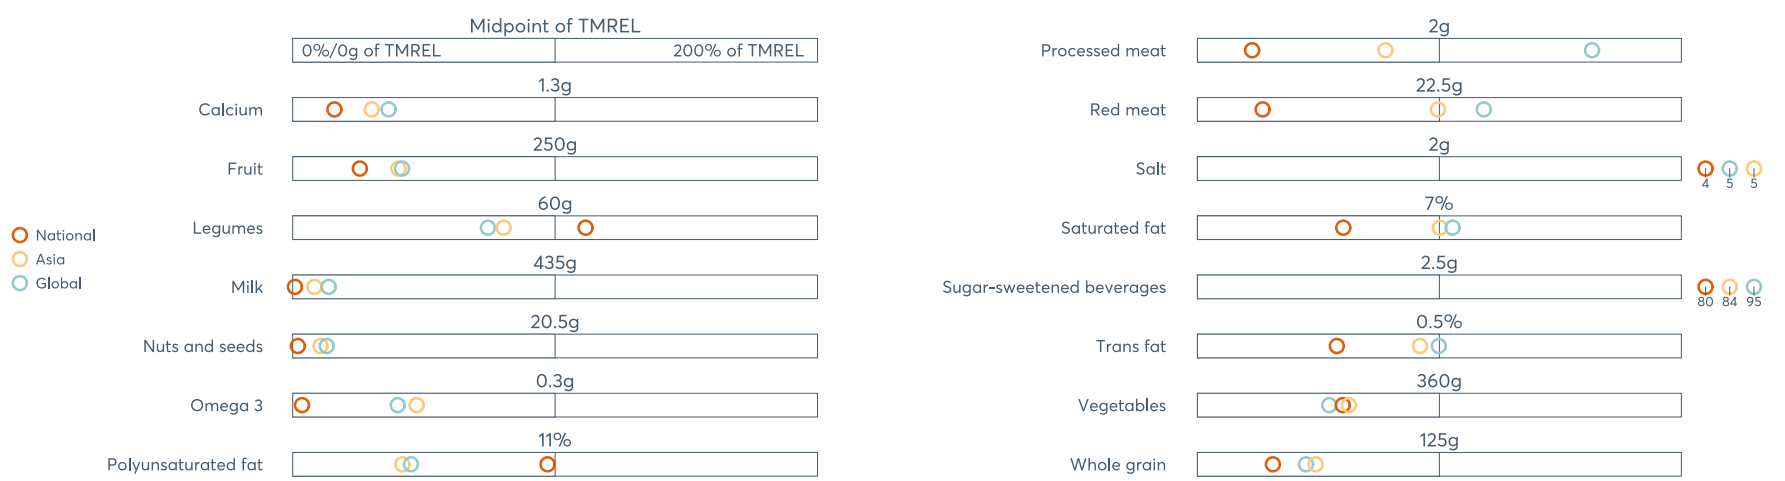 Midpoint of TMREL
0%/0g of TMREL 200% of TMREL
1.3g
Calcium
250g
Fruit
60g
Legumes
435g
Milk
20.5g
Nuts and seeds
0.3g
Omega 3
11%
Polyunsaturated fat
National
Asia
Global
2g
Processed meat
22.5g
Red meat
2g
Salt
4 5 5
7%
Saturated fat
2.5g
Sugar-sweetened beverages
80 84 95
0.5%
Trans fat
360g
Vegetables
125g
Whole grain